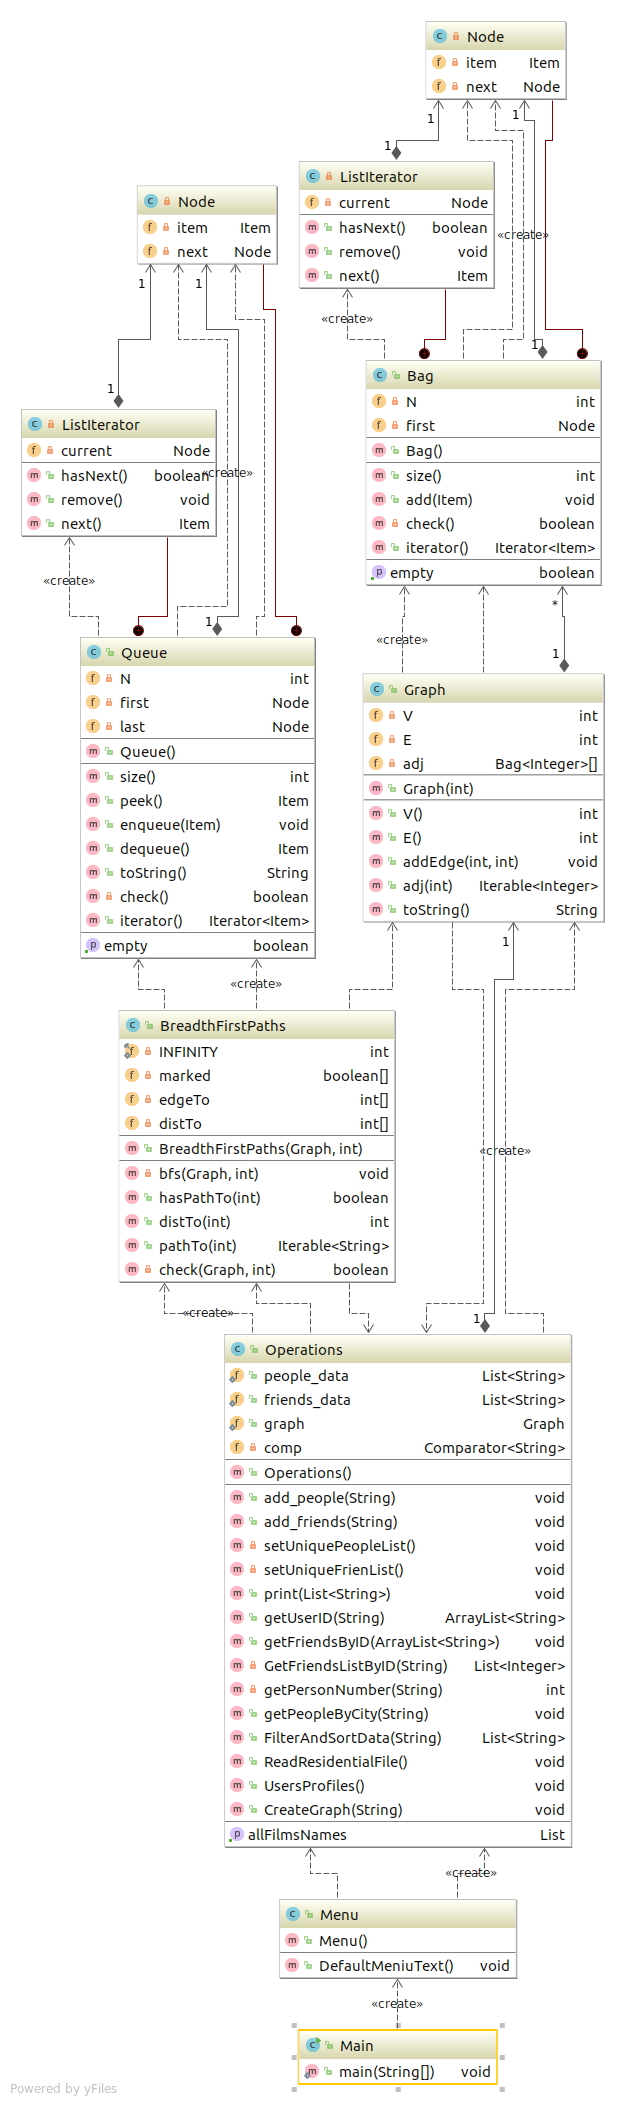 Node
item Item
next Node
1
1
1
ListIterator
current Node
hasNext() boolean
remove() void
next() Item
«create»
«create»
1
Node
item Item
next Node
1
1
1
ListIterator
current Node
hasNext() boolean
remove() void
next() Item
«create»
«create»
1
Bag
N int
first Node
Bag()
size() int
add(Item) void
check() boolean
iterator() Iterator<Item>
empty boolean
«create»
*
1
Queue
N int
first Node
last Node
Queue()
size() int
peek() Item
enqueue(Item) void
dequeue() Item
toString() String
check() boolean
iterator() Iterator<Item>
empty boolean
Graph
V int
E int
adj Bag<Integer>[]
Graph(int)
V() int
E() int
addEdge(int, int) void
adj(int) Iterable<Integer>
toString() String
1
«create»
BreadthFirstPaths
INFINITY int
marked boolean[]
edgeTo int[]
distTo int[]
BreadthFirstPaths(Graph, int)
bfs(Graph, int) void
hasPathTo(int) boolean
distTo(int) int
pathTo(int) Iterable<String>
check(Graph, int) boolean
«create»
«create»
1
Operations
people_data List<String>
friends_data List<String>
graph Graph
comp Comparator<String>
Operations()
add_people(String) void
add_friends(String) void
setUniquePeopleList() void
setUniqueFrienList() void
print(List<String>) void
getUserID(String) ArrayList<String>
getFriendsByID(ArrayList<String>) void
GetFriendsListByID(String) List<Integer>
getPersonNumber(String) int
getPeopleByCity(String) void
FilterAndSortData(String) List<String>
ReadResidentialFile() void
UsersProfiles() void
CreateGraph(String) void
allFilmsNames List
«create»
Menu
Menu()
DefaultMeniuText() void
«create»
Main
main(String[]) void
Powered by yFiles